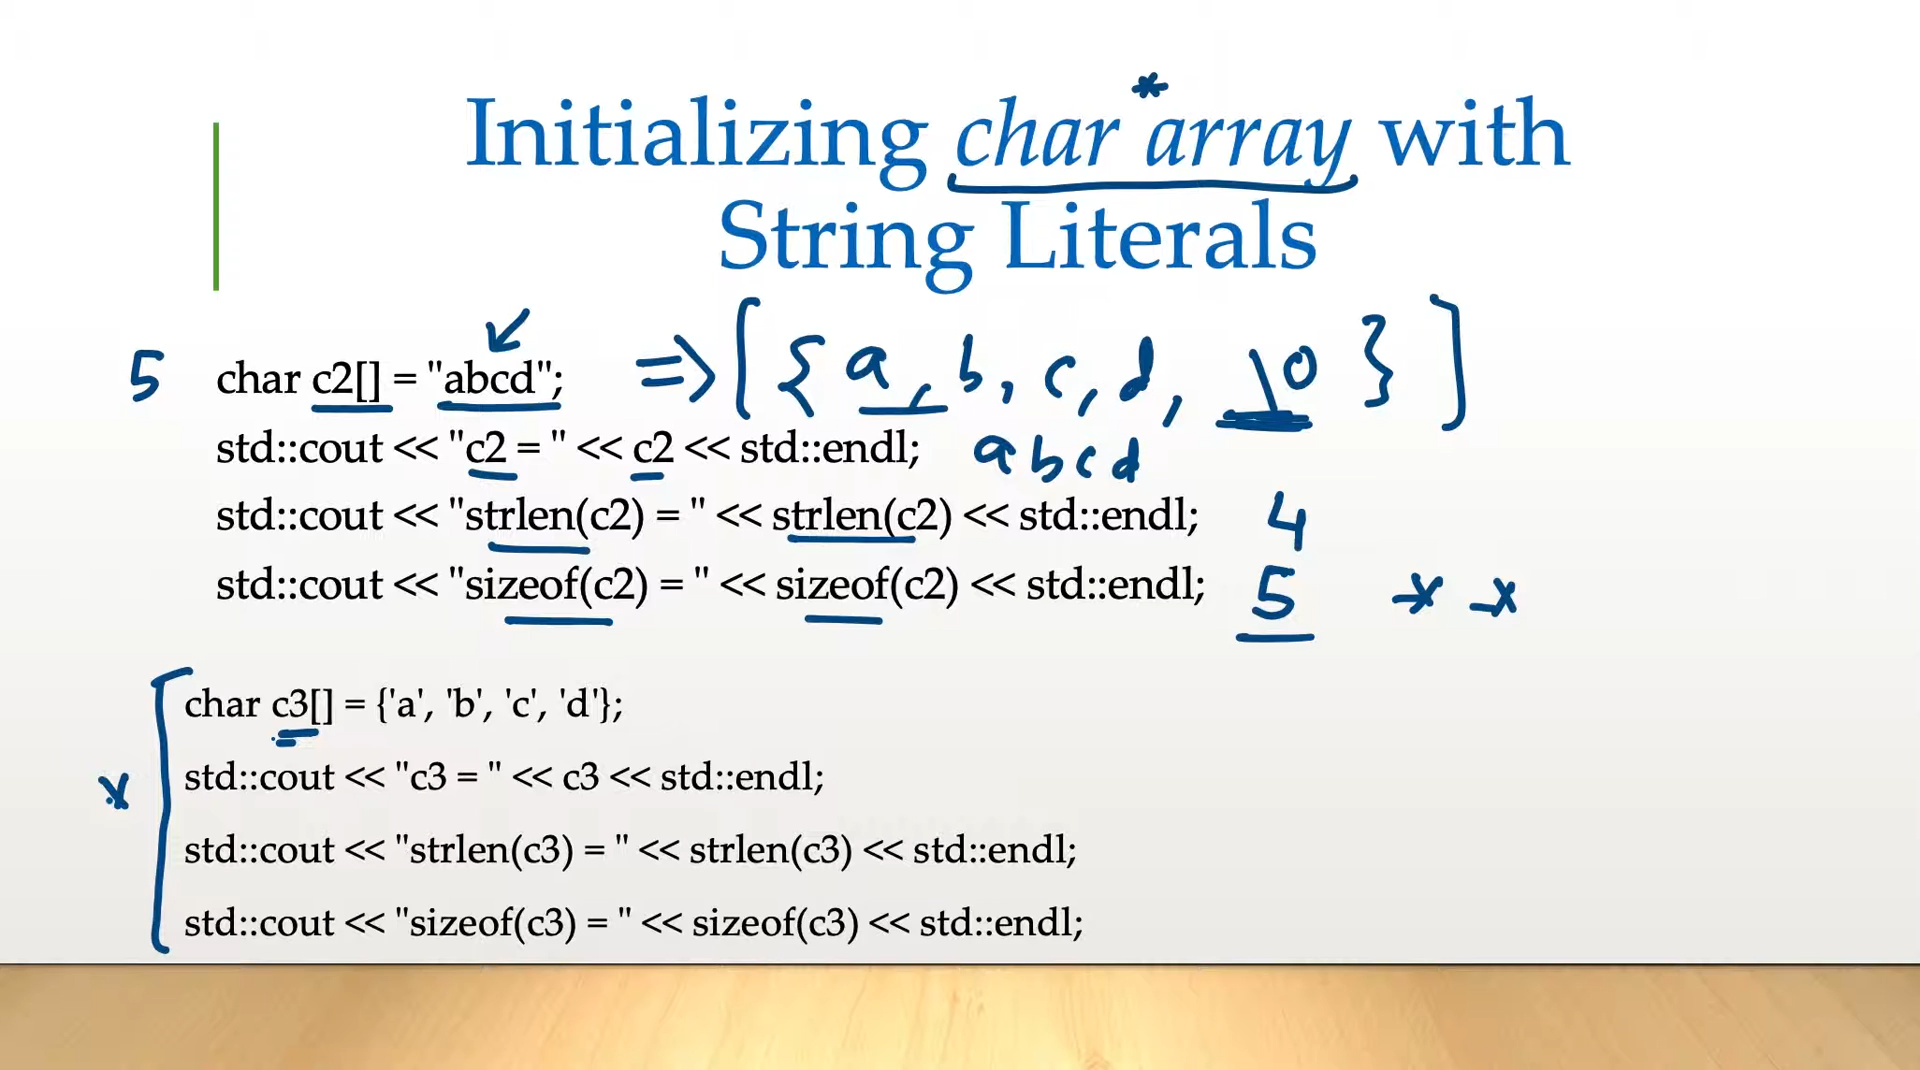 *
Initializing char array with
String Literals
5 char c2[] = "abcd"; => [ { a, b, c, d, \0 } ]
std::cout << "c2 = " << c2 << std::endl; abcd
std::cout << "strlen(c2) = " << strlen(c2) << std::endl; 4
std::cout << "sizeof(c2) = " << sizeof(c2) << std::endl; 5 * *
char c3[] = {'a', 'b', 'c', 'd'};
x std::cout << "c3 = " << c3 << std::endl;
std::cout << "strlen(c3) = " << strlen(c3) << std::endl;
std::cout << "sizeof(c3) = " << sizeof(c3) << std::endl;